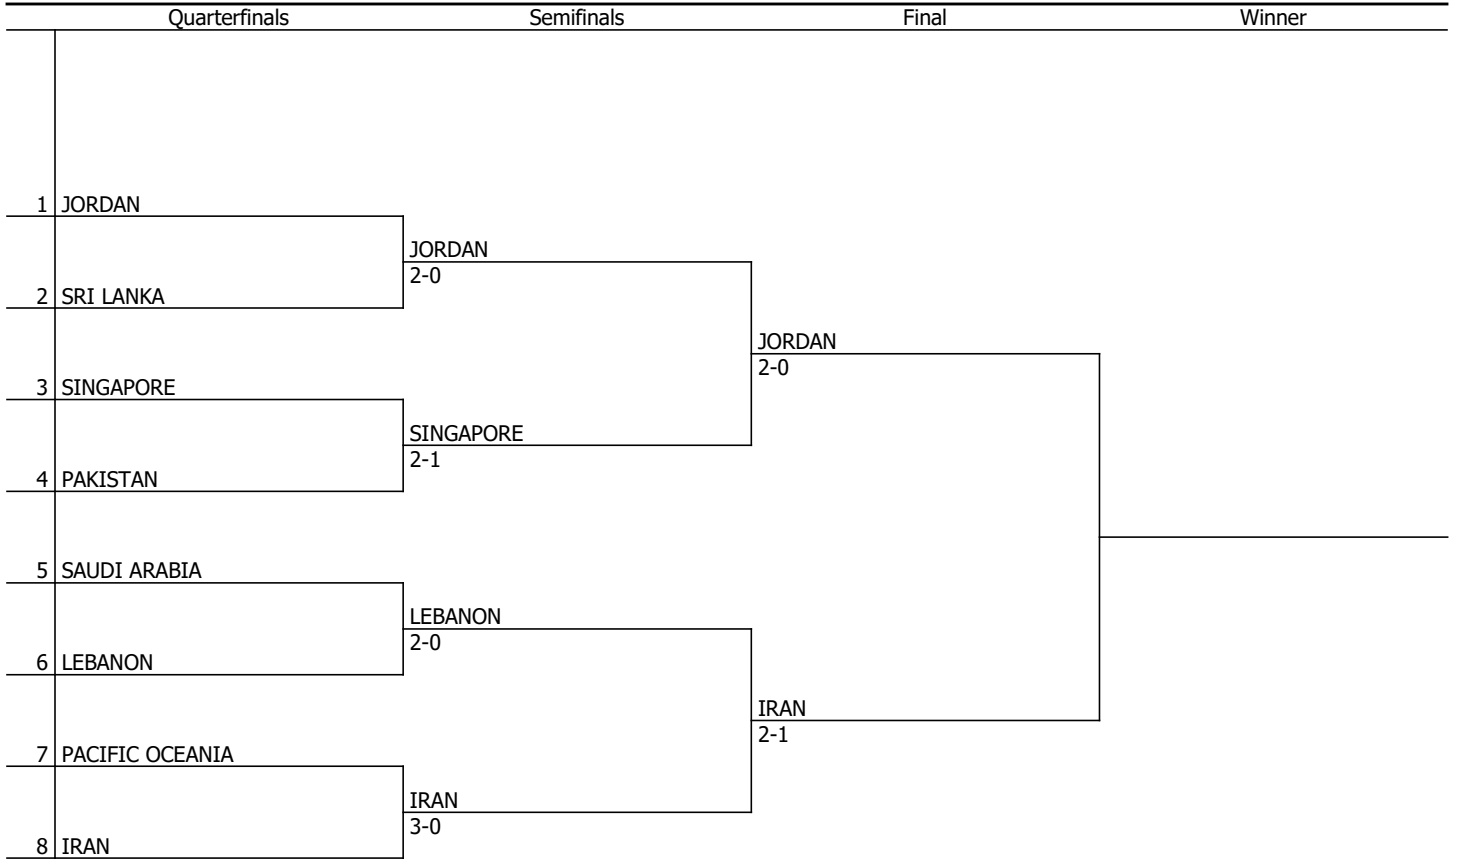 Quarterfinals Semifinals Final Winner
1 JORDAN
JORDAN
2-0
2 SRI LANKA
JORDAN
2-0
3 SINGAPORE
SINGAPORE
2-1
4 PAKISTAN
5 SAUDI ARABIA
LEBANON
2-0
6 LEBANON
IRAN
2-1
7 PACIFIC OCEANIA
IRAN
3-0
8 IRAN